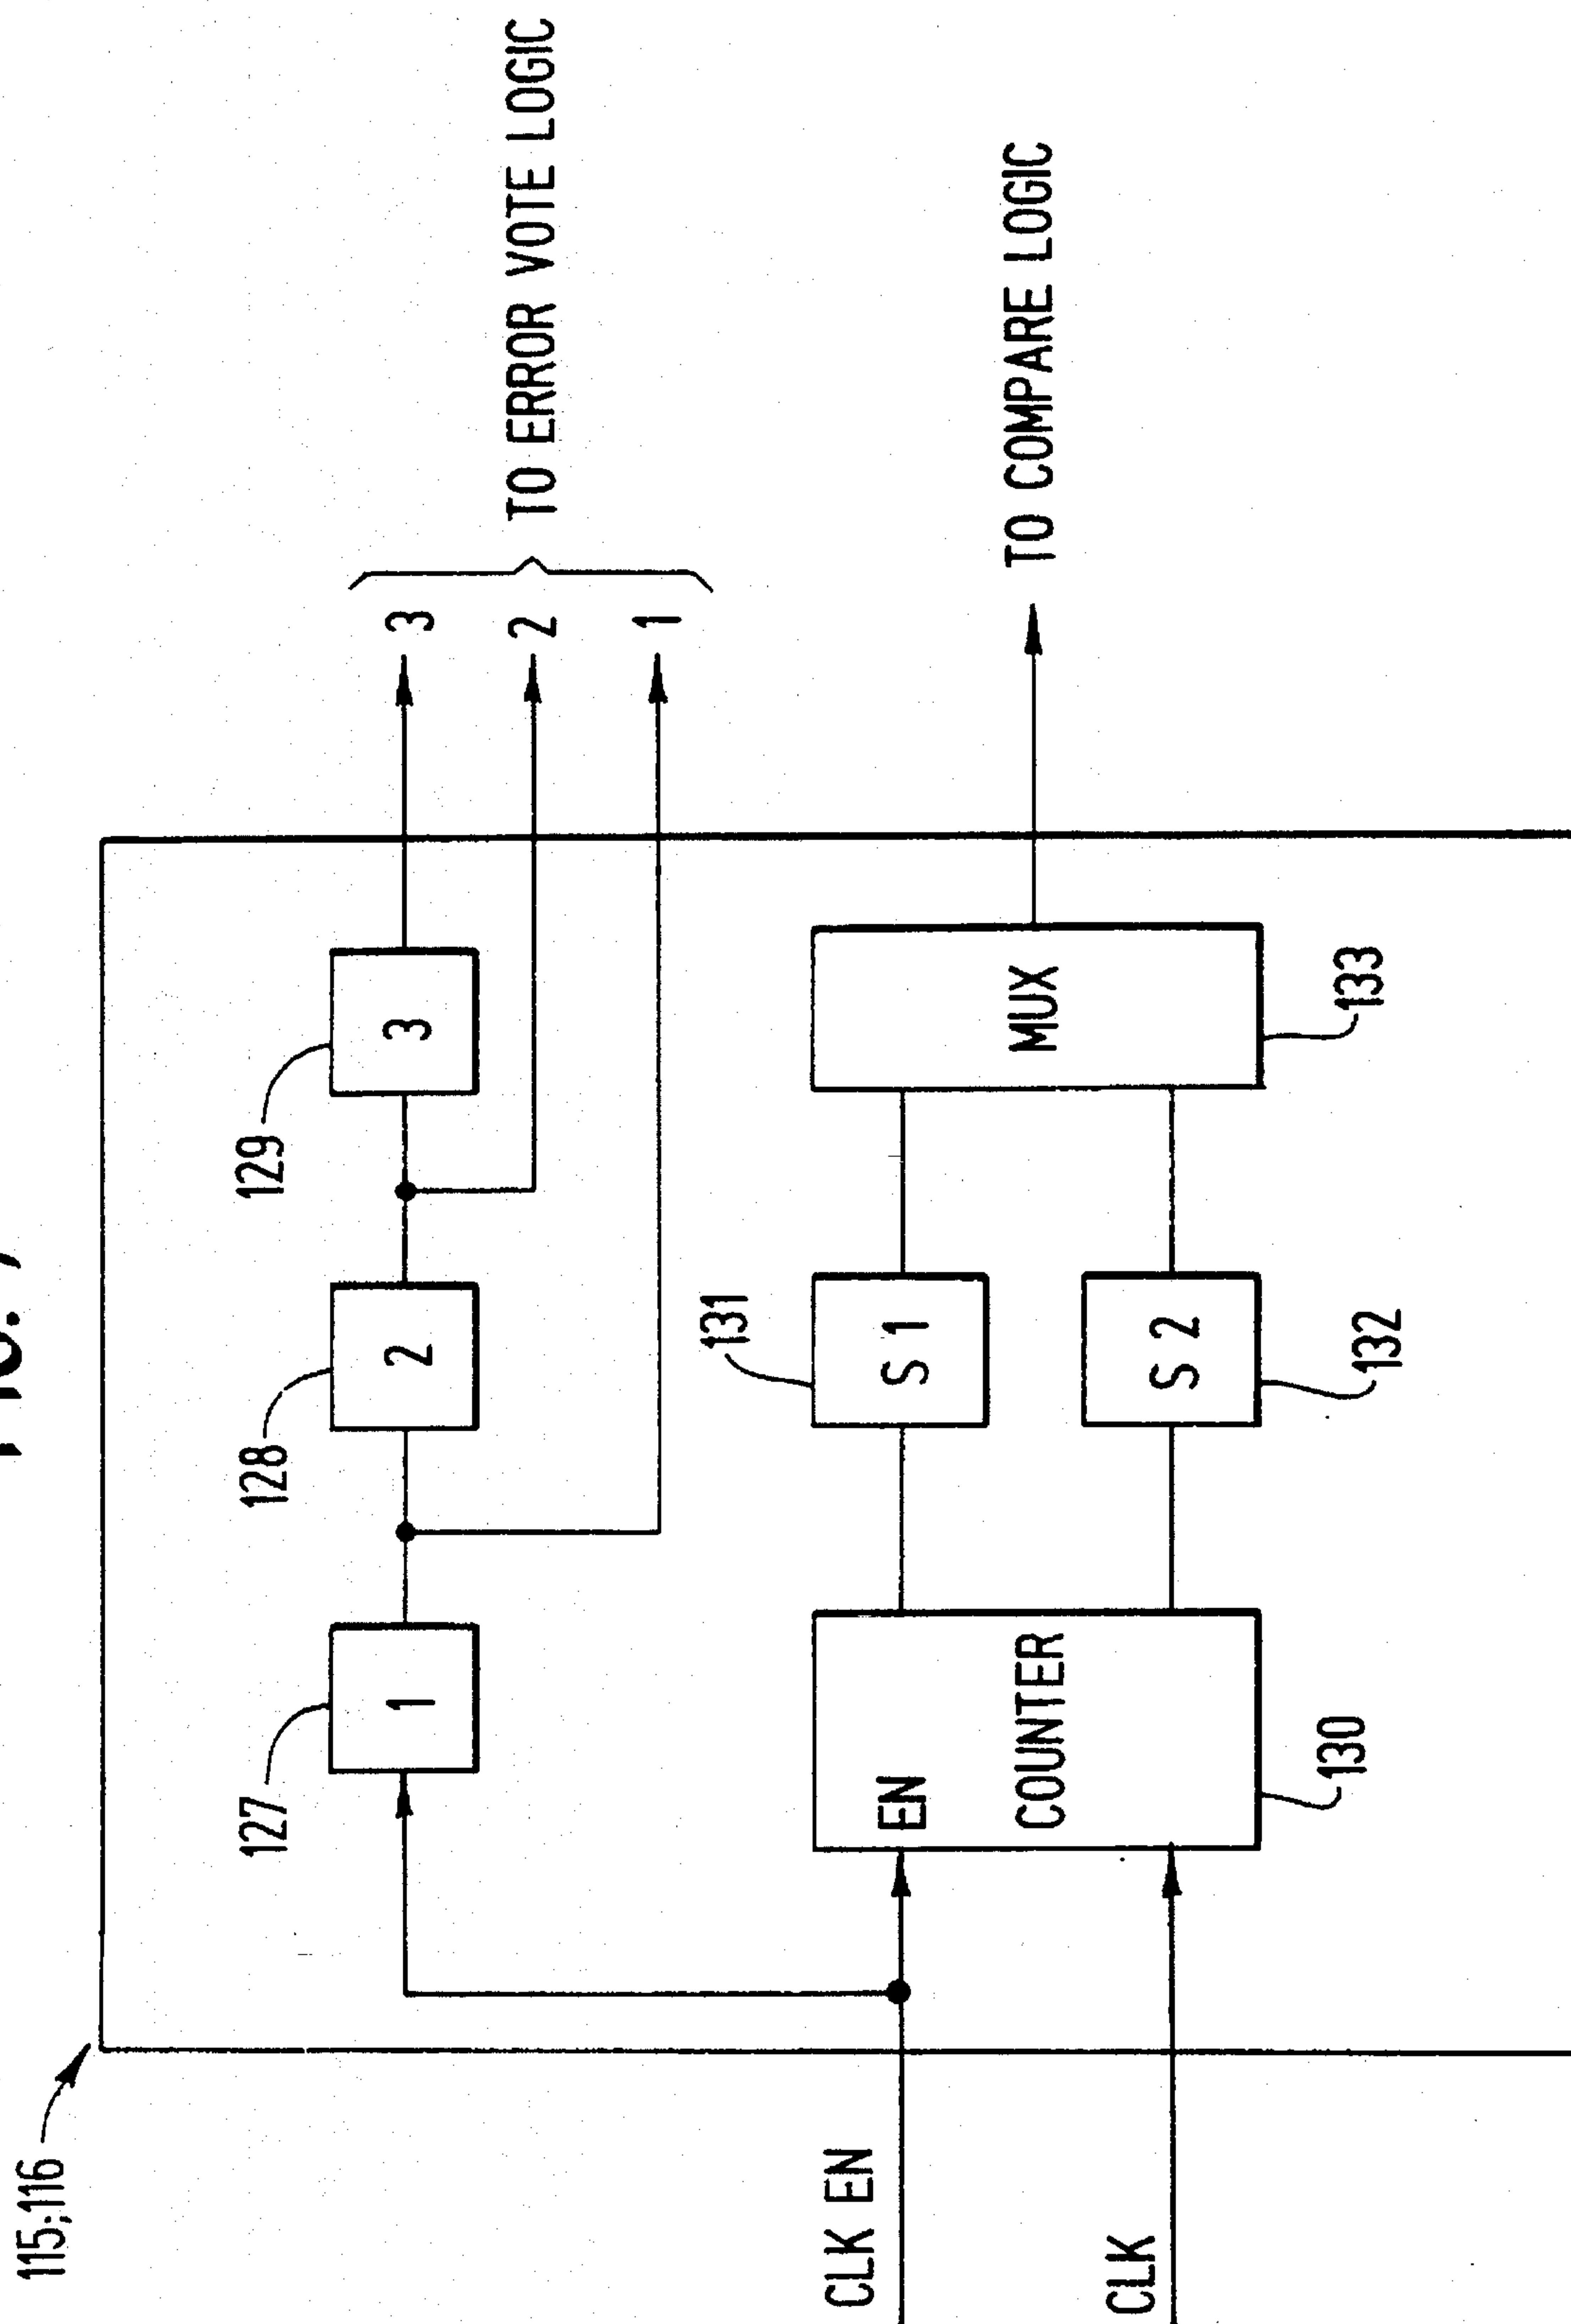 115;116
127
128
129
1
2
3
3
2
1
TO ERROR VOTE LOGIC
CLK EN
CLK
EN
COUNTER
130
131
S 1
S 2
132
MUX
133
TO COMPARE LOGIC